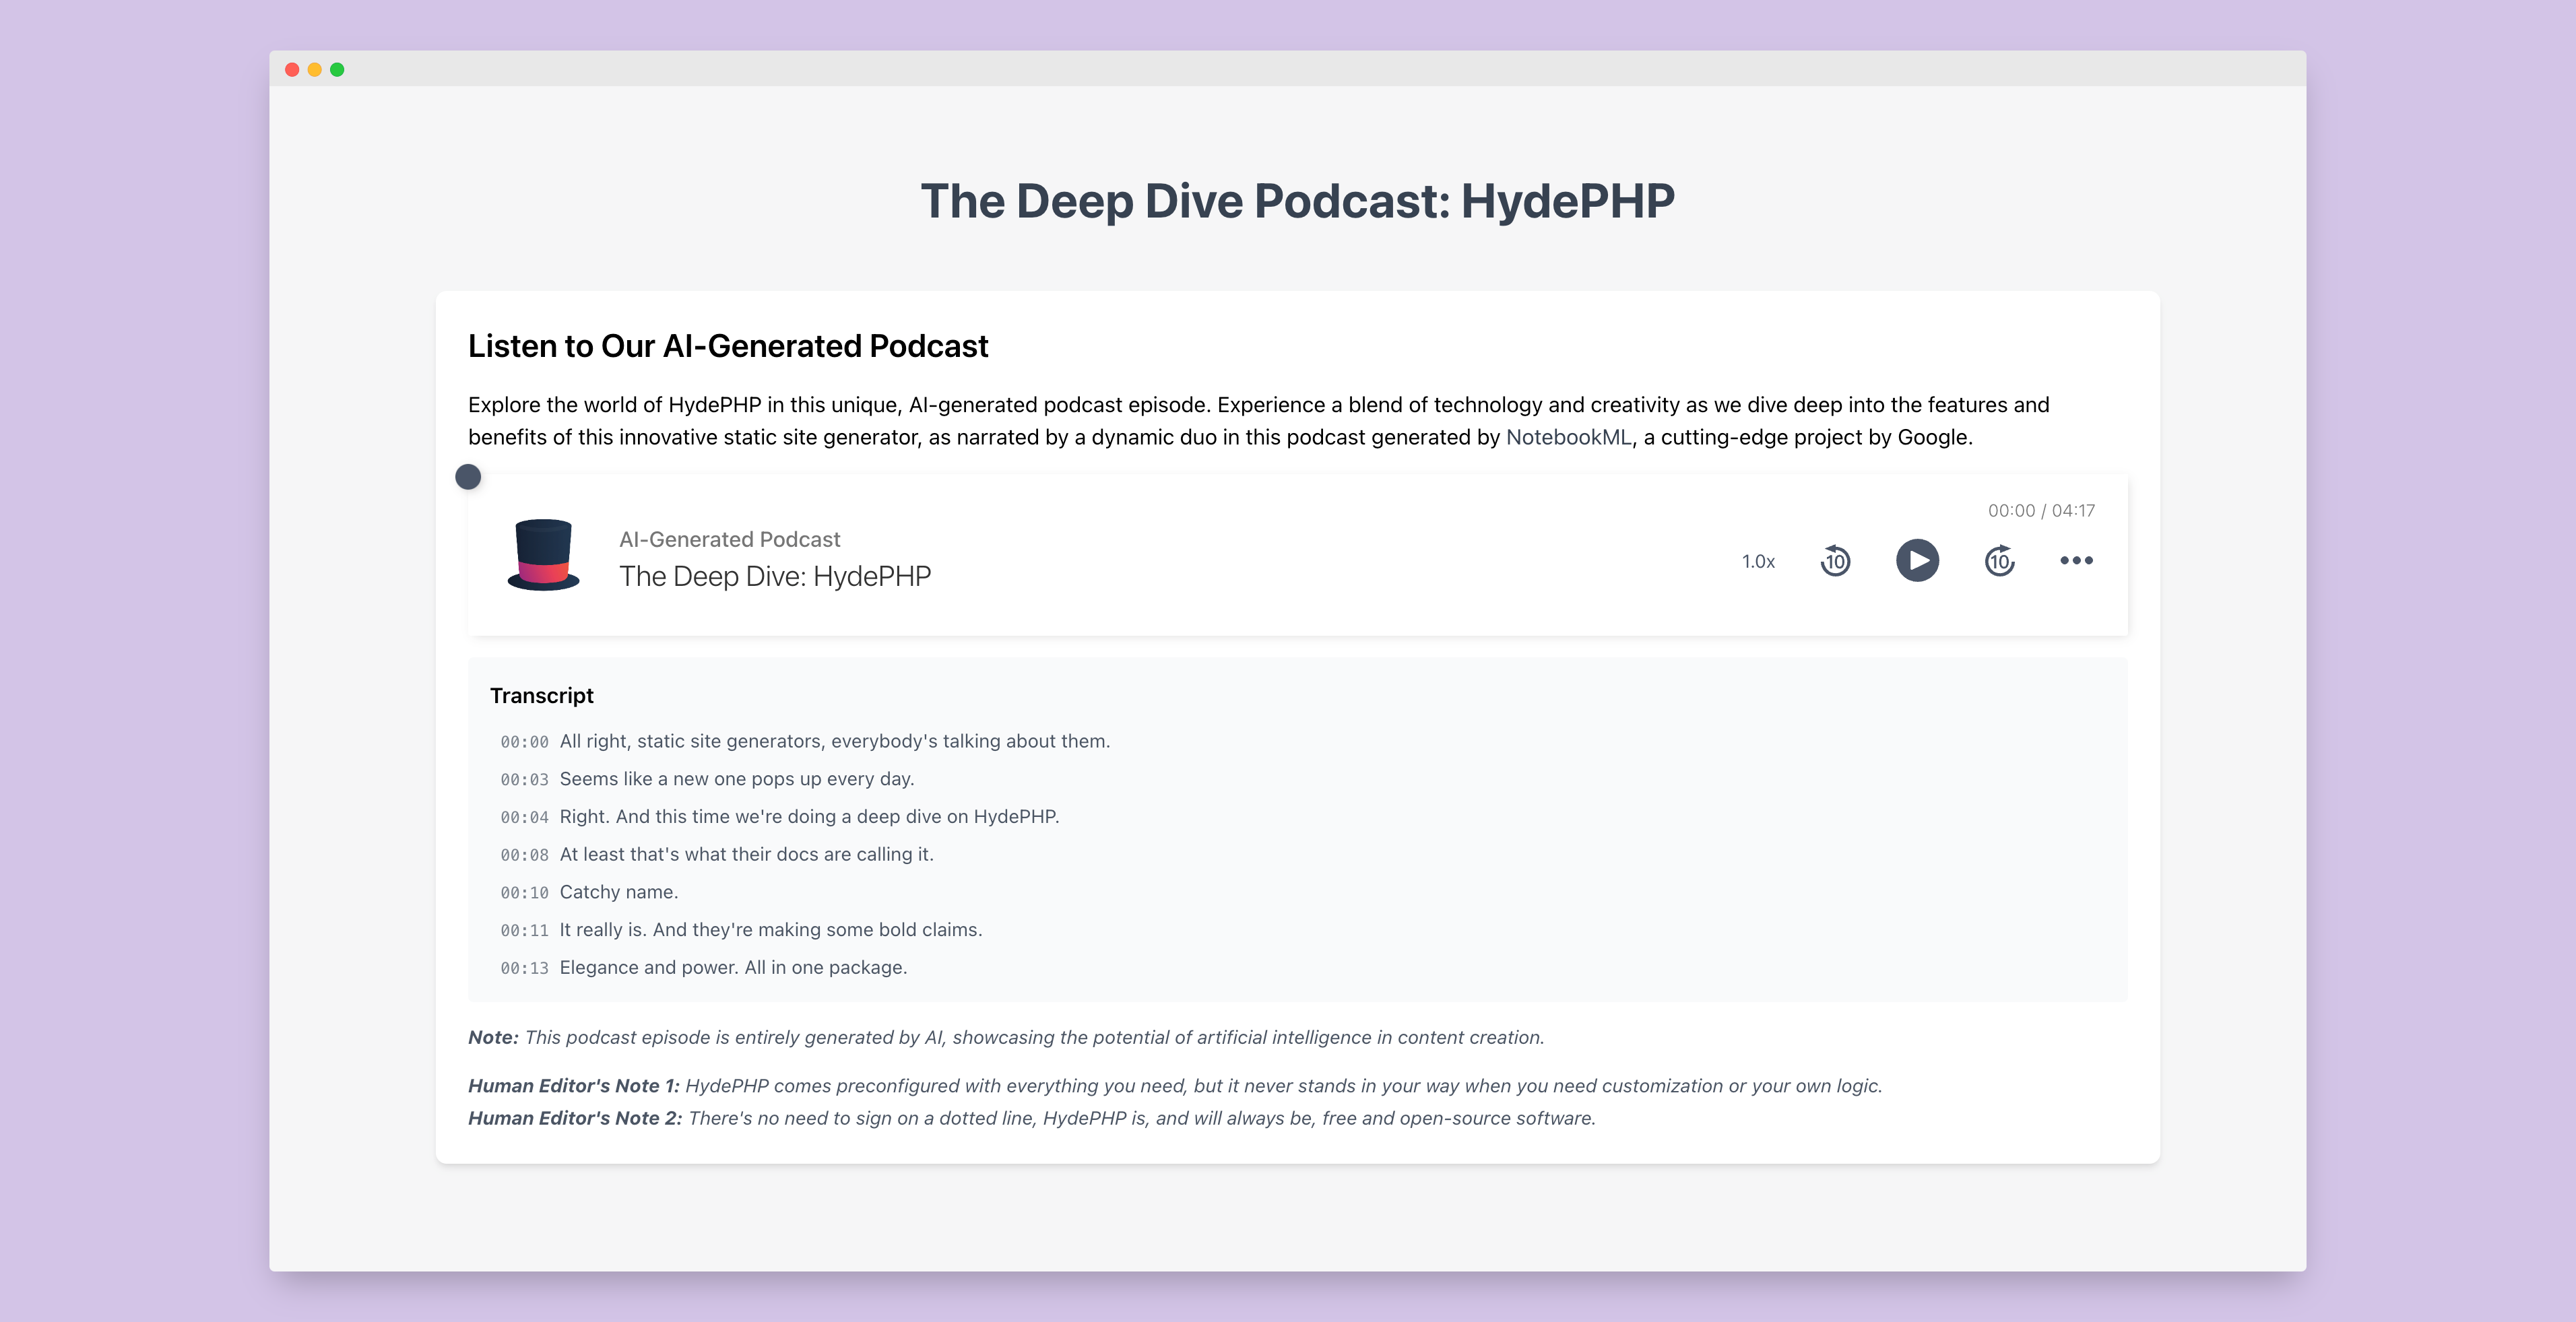 The Deep Dive Podcast: HydePHP
Listen to Our AI-Generated Podcast
Explore the world of HydePHP in this unique, AI-generated podcast episode. Experience a blend of technology and creativity as we dive deep into the features and
benefits of this innovative static site generator, as narrated by a dynamic duo in this podcast generated by NotebookML, a cutting-edge project by Google.
00:00 / 04:17
AI-Generated Podcast
The Deep Dive: HydePHP
1.0x 10 10
Transcript
00:00 All right, static site generators, everybody's talking about them.
00:03 Seems like a new one pops up every day.
00:04 Right. And this time we're doing a deep dive on HydePHP.
00:08 At least that's what their docs are calling it.
00:10 Catchy name.
00:11 It really is. And they're making some bold claims.
00:13 Elegance and power. All in one package.
Note: This podcast episode is entirely generated by AI, showcasing the potential of artificial intelligence in content creation.
Human Editor's Note 1: HydePHP comes preconfigured with everything you need, but it never stands in your way when you need customization or your own logic.
Human Editor's Note 2: There's no need to sign on a dotted line, HydePHP is, and will always be, free and open-source software.